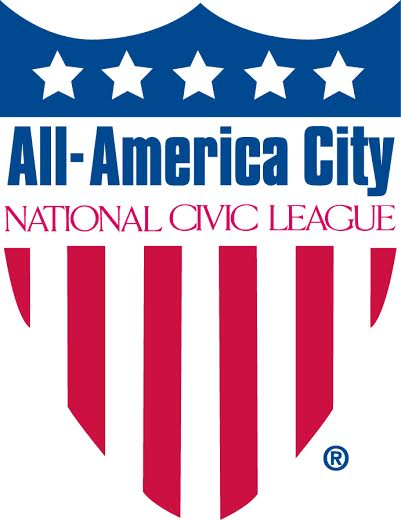 All-America City
NATIONAL CIVIC LEAGUE
®